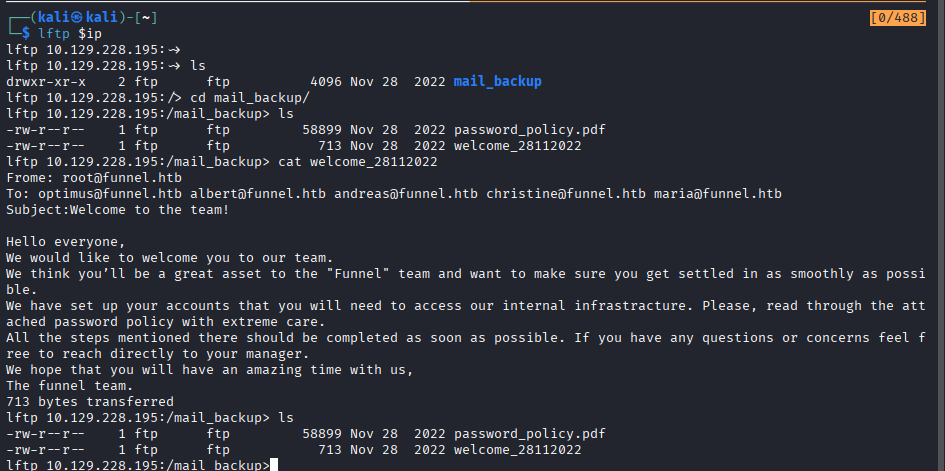 ┌──(kali㉿kali)-[~] [0/488]
└─$ lftp $ip
lftp 10.129.228.195:~>
lftp 10.129.228.195:~> ls
drwxr-xr-x    2 ftp      ftp          4096 Nov 28  2022 mail_backup
lftp 10.129.228.195:/> cd mail_backup/
lftp 10.129.228.195:/mail_backup> ls
-rw-r--r--    1 ftp      ftp         58899 Nov 28  2022 password_policy.pdf
-rw-r--r--    1 ftp      ftp           713 Nov 28  2022 welcome_28112022
lftp 10.129.228.195:/mail_backup> cat welcome_28112022
Frome: root@funnel.htb
To: optimus@funnel.htb albert@funnel.htb andreas@funnel.htb christine@funnel.htb maria@funnel.htb
Subject:Welcome to the team!

Hello everyone,
We would like to welcome you to our team.
We think you’ll be a great asset to the "Funnel" team and want to make sure you get settled in as smoothly as possi
ble.
We have set up your accounts that you will need to access our internal infrastracture. Please, read through the att
ached password policy with extreme care.
All the steps mentioned there should be completed as soon as possible. If you have any questions or concerns feel f
ree to reach directly to your manager.
We hope that you will have an amazing time with us,
The funnel team.
713 bytes transferred
lftp 10.129.228.195:/mail_backup> ls
-rw-r--r--    1 ftp      ftp         58899 Nov 28  2022 password_policy.pdf
-rw-r--r--    1 ftp      ftp           713 Nov 28  2022 welcome_28112022
lftp 10.129.228.195:/mail_backup>